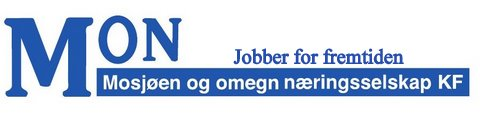 MON
Jobber for fremtiden
Mosjøen og omegn næringsselskap KF